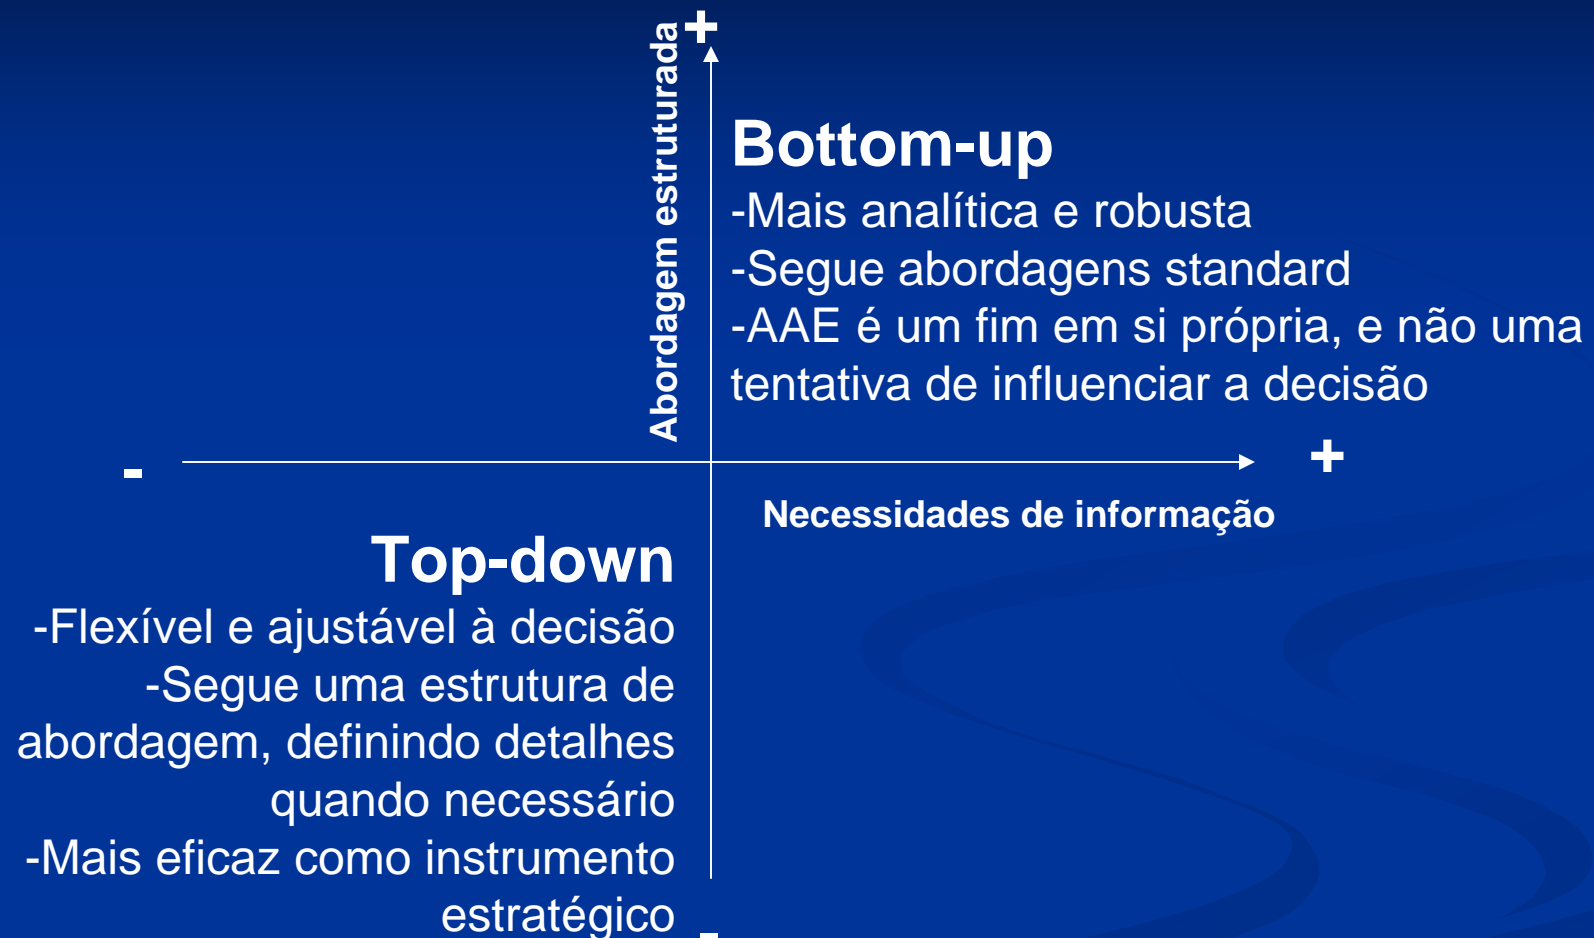 +
Abordagem estruturada
Bottom-up
-Mais analítica e robusta
-Segue abordagens standard
-AAE é um fim em si própria, e não uma
tentativa de influenciar a decisão
-
+
Necessidades de informação
Top-down
-Flexível e ajustável à decisão
-Segue uma estrutura de
abordagem, definindo detalhes
quando necessário
-Mais eficaz como instrumento
estratégico
-